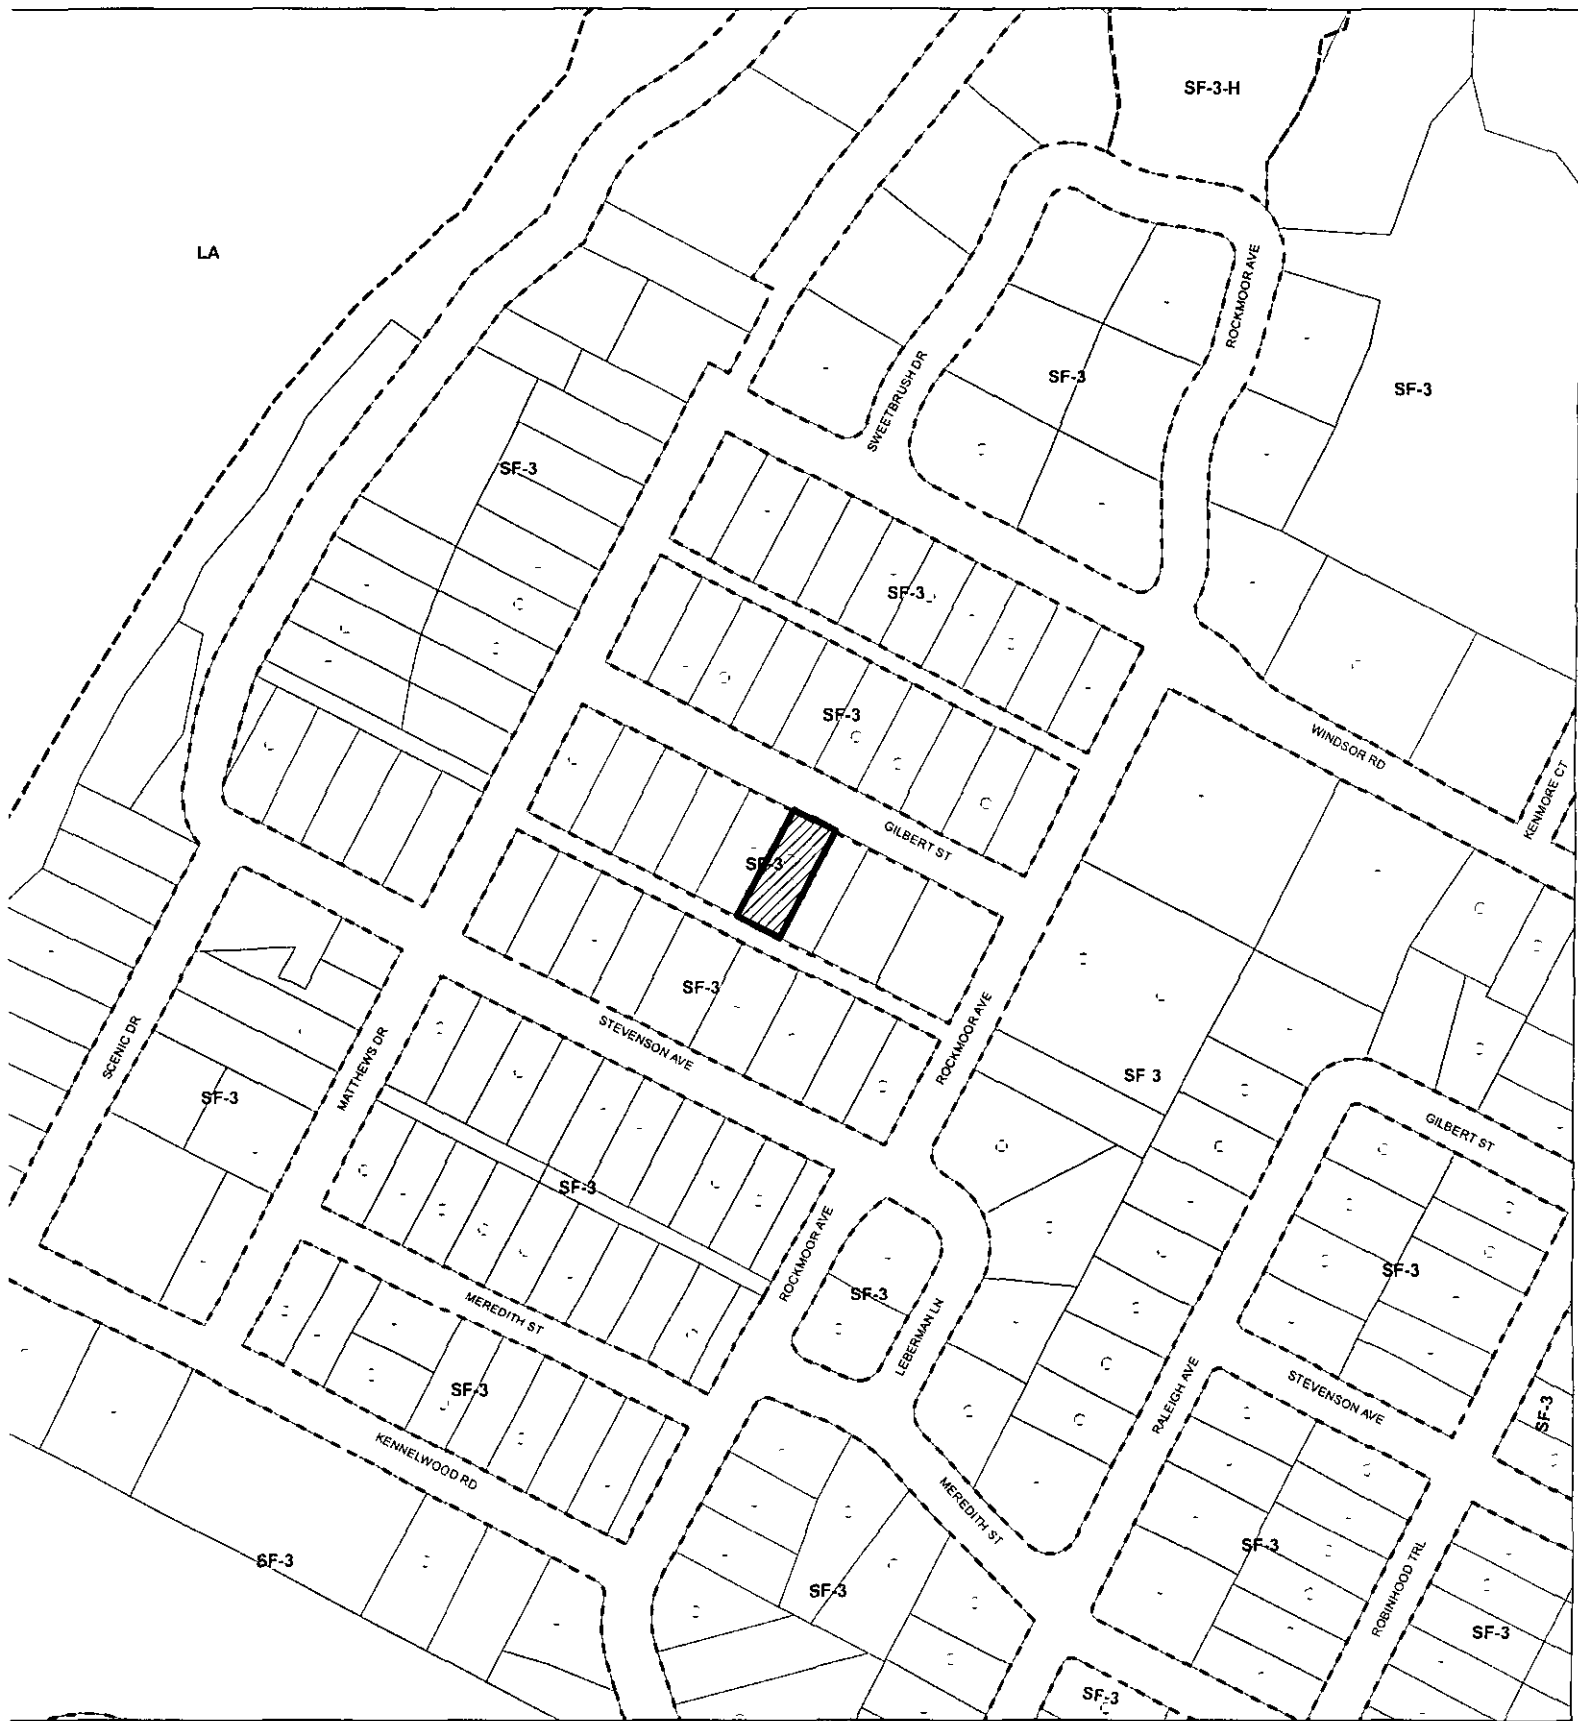 SF-3-H
LA
ROCKMOOR AVE
SF-3
SF-3
SWEETBRUSH DR
SF-3
SF-3
SF-3
WINDSOR RD
KENMORE CT
GILBERT ST
SF-3
SF-3
STEVENSON AVE
ROCKMOOR AVE
SCENIC DR
MATTHEWS DR
SF 3
SF-3
GILBERT ST
SF-3
ROCKMOOR AVE
SF-3
SF-3
MEREDITH ST
LEBERMAN LN
SF-3
RALEIGH AVE
STEVENSON AVE
SF-3
KENNELWOOD RD
MEREDITH ST
SF-3
SF-3
SF-3
ROBINHOOD TRL
SF-3
SF-3